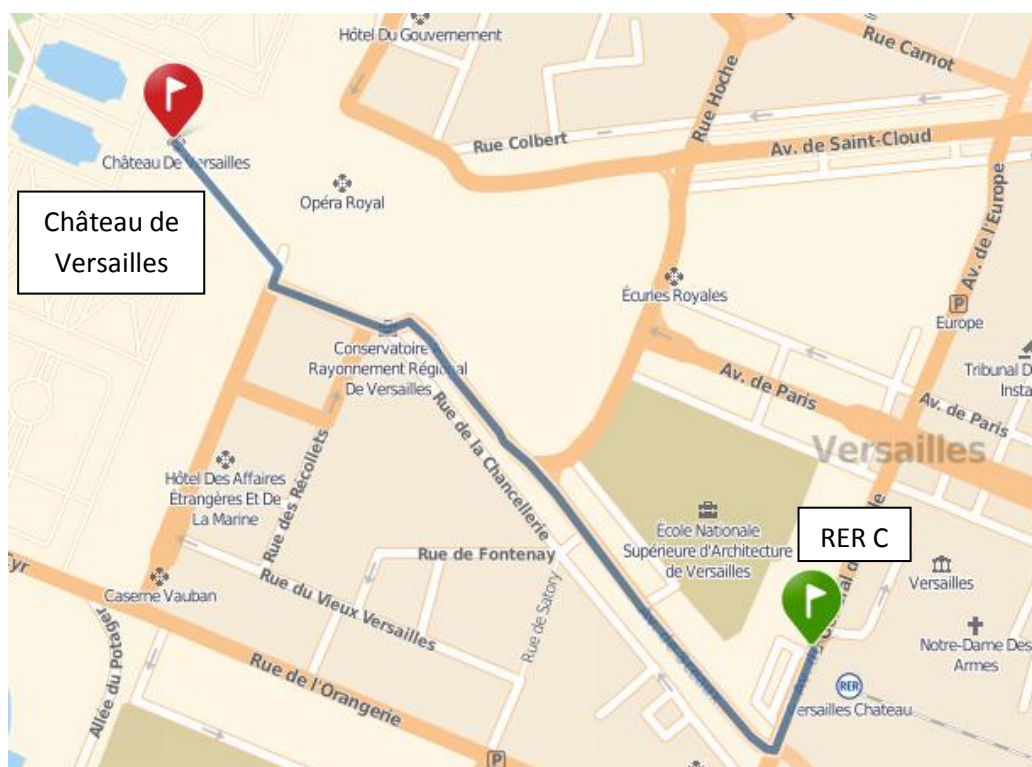 Hôtel Du Gouvernement
Rue Carnot
Rue Hoche
Rue Colbert
Av. de Saint-Cloud
Château De Versailles
Opéra Royal
Château de
Versailles
Av. de l'Europe
Écuries Royales
P
Europe
Conservatoire À
Rayonnement Régional
De Versailles
Av. de Paris
Tribunal D
Insta
Av. de Paris
Versailles
Rue de la Chancellerie
Rue des Récollets
Hôtel Des Affaires
Étrangères Et De
La Marine
École Nationale
Supérieure d'Architecture
de Versailles
RER C
Rue de Fontenay
yr
Caserne Vauban
Rue du Vieux Versailles
Rue de Satory
Versailles
Notre-Dame Des
Armes
Allée du Potager
Rue de l'Orangerie
RER
Versailles Chateau
P